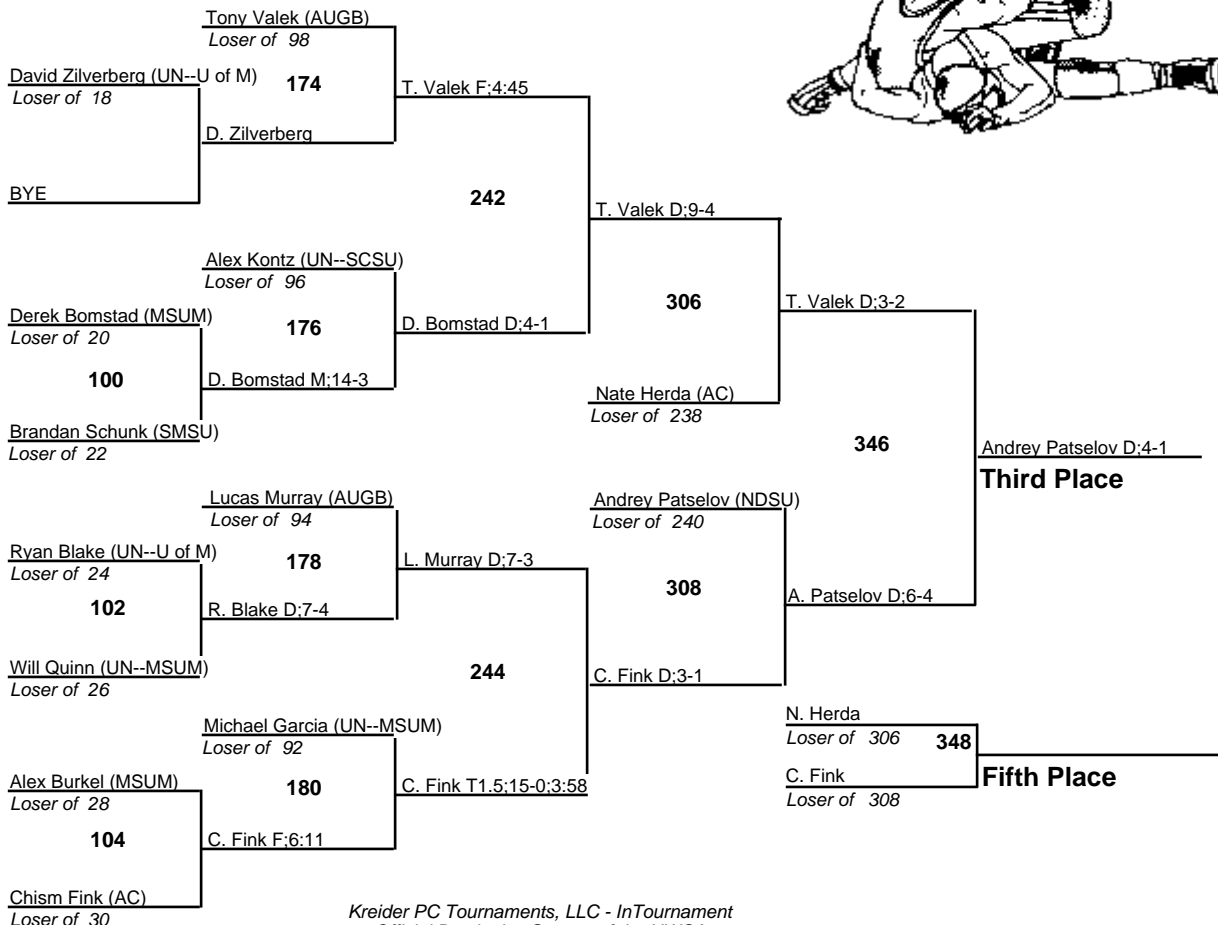 Tony Valek (AUGB)
Loser of 98
David Zilverberg (UN--U of M)
Loser of 18
174
T. Valek F;4:45
D. Zilverberg
BYE
242
T. Valek D;9-4
Alex Kontz (UN--SCSU)
Loser of 96
306
T. Valek D;3-2
Derek Bomstad (MSUM)
Loser of 20
176
D. Bomstad D;4-1
100
D. Bomstad M;14-3
Nate Herda (AC)
Loser of 238
Brandan Schunk (SMSU)
Loser of 22
346
Andrey Patselov D;4-1
Third Place
Lucas Murray (AUGB)
Loser of 94
Andrey Patselov (NDSU)
Loser of 240
Ryan Blake (UN--U of M)
Loser of 24
178
L. Murray D;7-3
308
A. Patselov D;6-4
102
R. Blake D;7-4
Will Quinn (UN--MSUM)
Loser of 26
244
C. Fink D;3-1
Michael Garcia (UN--MSUM)
Loser of 92
N. Herda
Loser of 306
348
Alex Burkel (MSUM)
Loser of 28
180
C. Fink T1.5;15-0;3:58
C. Fink
Loser of 308
Fifth Place
104
C. Fink F;6:11
Chism Fink (AC)
Loser of 30
Kreider PC Tournaments, LLC - InTournament